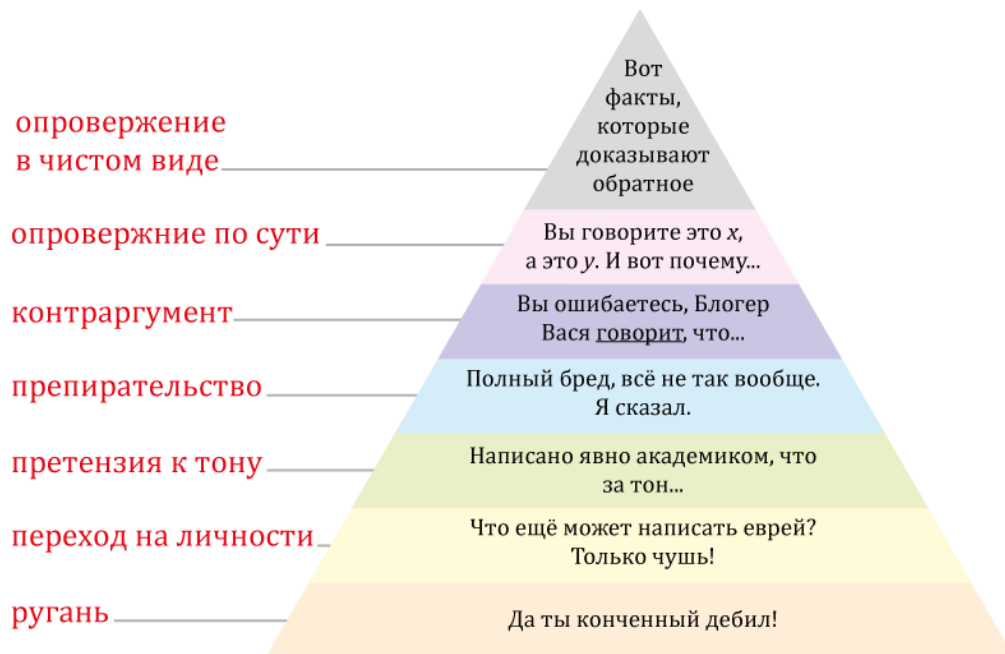 опровержение
в чистом виде
Вот
факты,
которые
доказывают
обратное
опровержние по сути
Вы говорите это x,
а это y. И вот почему...
контраргумент
Вы ошибаетесь, Блогер
Вася говорит, что...
препирательство
Полный бред, всё не так вообще.
Я сказал.
претензия к тону
Написано явно академиком, что
за тон...
переход на личности
Что ещё может написать еврей?
Только чушь!
ругань
Да ты конченный дебил!